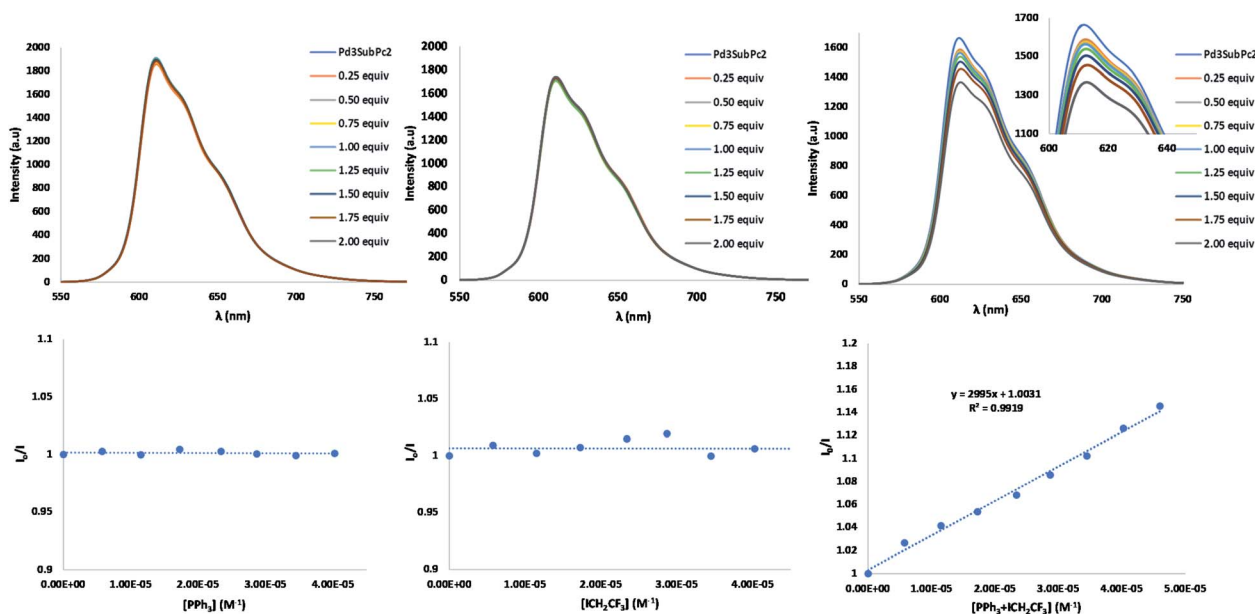 2000
1800
1600
1400
1200
1000
800
600
400
200
0
Intensity (a.u)
550
600
650
700
750
λ (nm)
Pd3SubPc2
0.25 equiv
0.50 equiv
0.75 equiv
1.00 equiv
1.25 equiv
1.50 equiv
1.75 equiv
2.00 equiv
2000
1800
1600
1400
1200
1000
800
600
400
200
0
Intensity (a.u)
550
600
650
700
750
λ (nm)
Pd3SubPc2
0.25 equiv
0.50 equiv
0.75 equiv
1.00 equiv
1.25 equiv
1.50 equiv
1.75 equiv
2.00 equiv
1600
1400
1200
1000
800
600
400
200
0
Intensity (a.u)
550
600
650
700
750
λ (nm)
1700
1500
1300
1100
600
620
640
Pd3SubPc2
0.25 equiv
0.50 equiv
0.75 equiv
1.00 equiv
1.25 equiv
1.50 equiv
1.75 equiv
2.00 equiv
1.1
1.05
1
0.95
0.9
I₀/I
0.00E+00
1.00E-05
2.00E-05
3.00E-05
4.00E-05
[PPh₃] (M⁻¹)
1.1
1.05
1
0.95
0.9
I₀/I
0.00E+00
1.00E-05
2.00E-05
3.00E-05
4.00E-05
[ICH₂CF₃] (M⁻¹)
1.2
1.18
1.16
1.14
1.12
1.1
1.08
1.06
1.04
1.02
1
I₀/I
y = 2995x + 1.0031
R² = 0.9919
0.00E+00
1.00E-05
2.00E-05
3.00E-05
4.00E-05
5.00E-05
[PPh₃+ICH₂CF₃] (M⁻¹)